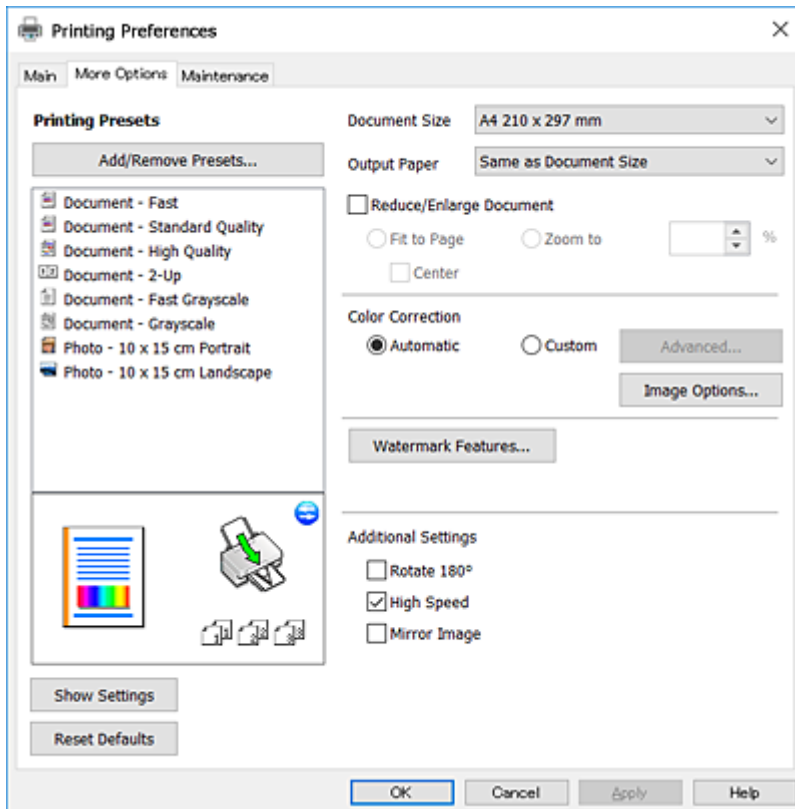 Printing Preferences
Main More Options Maintenance
Printing Presets
Add/Remove Presets...
Document - Fast
Document - Standard Quality
Document - High Quality
Document - 2-Up
Document - Fast Grayscale
Document - Grayscale
Photo - 10 x 15 cm Portrait
Photo - 10 x 15 cm Landscape
Show Settings
Reset Defaults
Document Size A4 210 x 297 mm
Output Paper Same as Document Size
Reduce/Enlarge Document
Fit to Page Zoom to %
Center
Color Correction
Automatic Custom Advanced...
Image Options...
Watermark Features...
Additional Settings
Rotate 180°
High Speed
Mirror Image
OK Cancel Apply Help